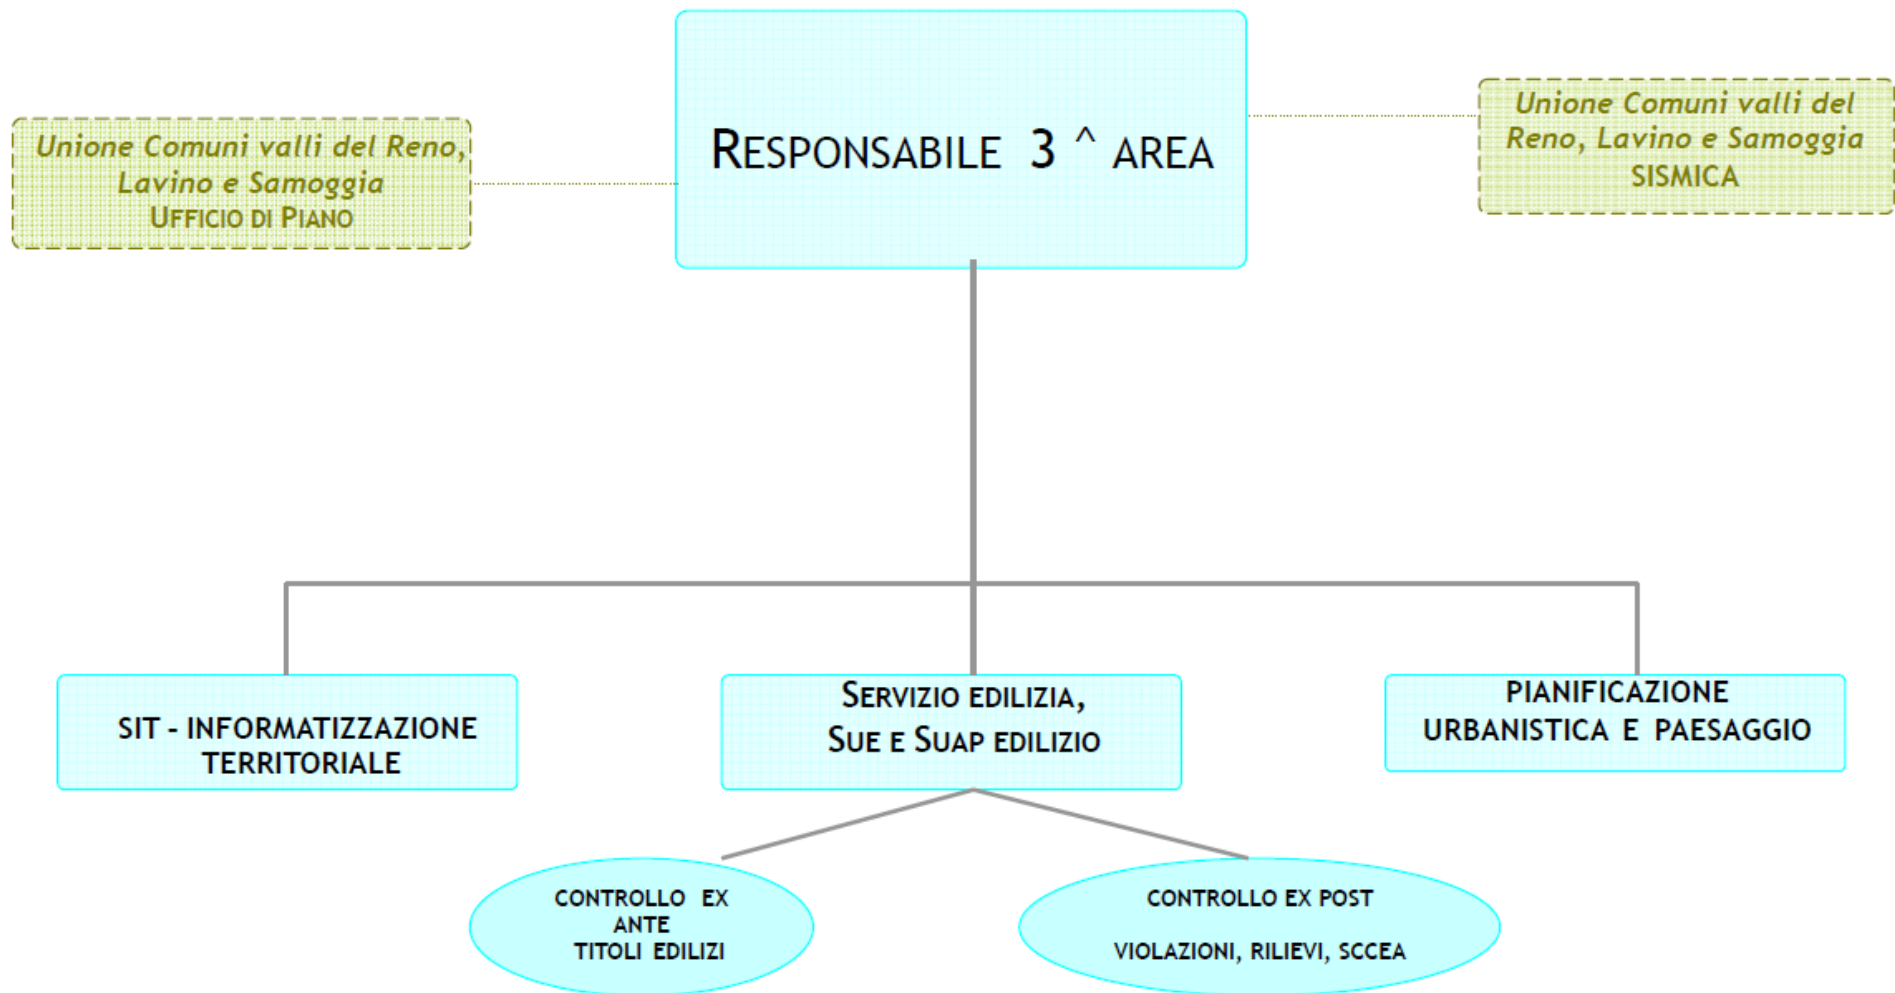 Responsabile 3 ^ area
Unione Comuni valli del Reno,
Lavino e Samoggia
Ufficio di Piano
Unione Comuni valli del
Reno, Lavino e Samoggia
SISMICA
SIT - INFORMATIZZAZIONE
TERRITORIALE
Servizio edilizia,
Sue e Suap edilizio
PIANIFICAZIONE
URBANISTICA E PAESAGGIO
CONTROLLO EX
ANTE
TITOLI EDILIZI
CONTROLLO EX POST
VIOLAZIONI, RILIEVI, SCCEA